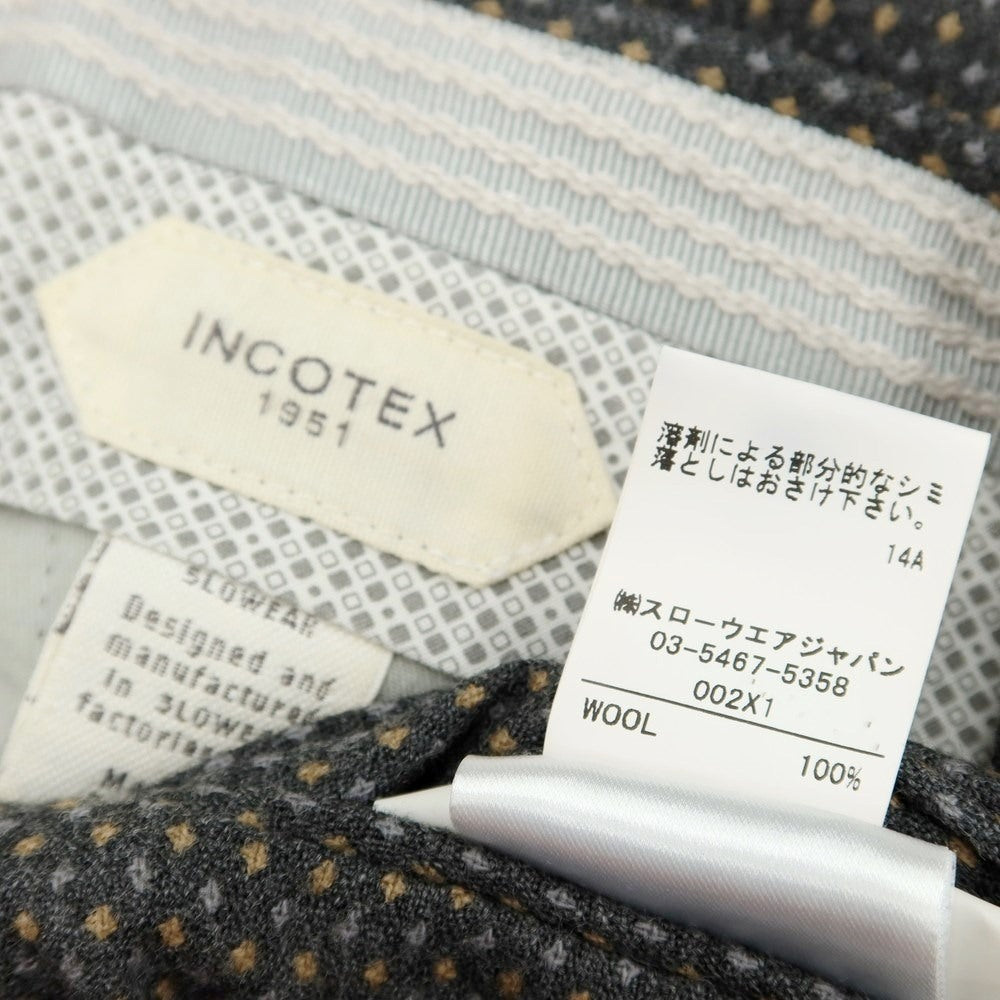 INCOTEX
1951
溶剤による部分的なシミ
落としはおさけ下さい。
14A
㈱スローウエアジャパン
03-5467-5358
002X1
WOOL
100%
SLOWEAR
Designed and
manufactured
in SLOWEAR
factories